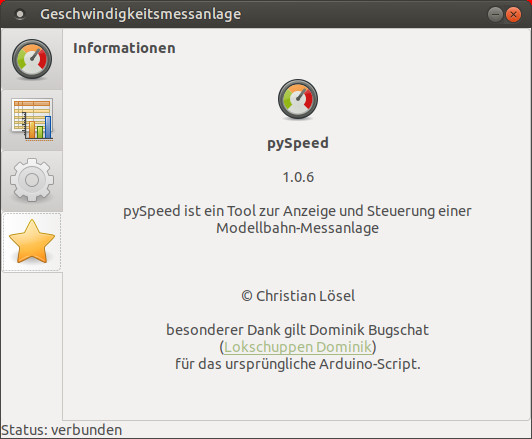 Geschwindigkeitsmessanlage
Informationen
pySpeed
1.0.6
pySpeed ist ein Tool zur Anzeige und Steuerung einer
Modellbahn-Messanlage
© Christian Lösel
besonderer Dank gilt Dominik Bugschat
(Lokschuppen Dominik)
für das ursprüngliche Arduino-Script.
Status: verbunden